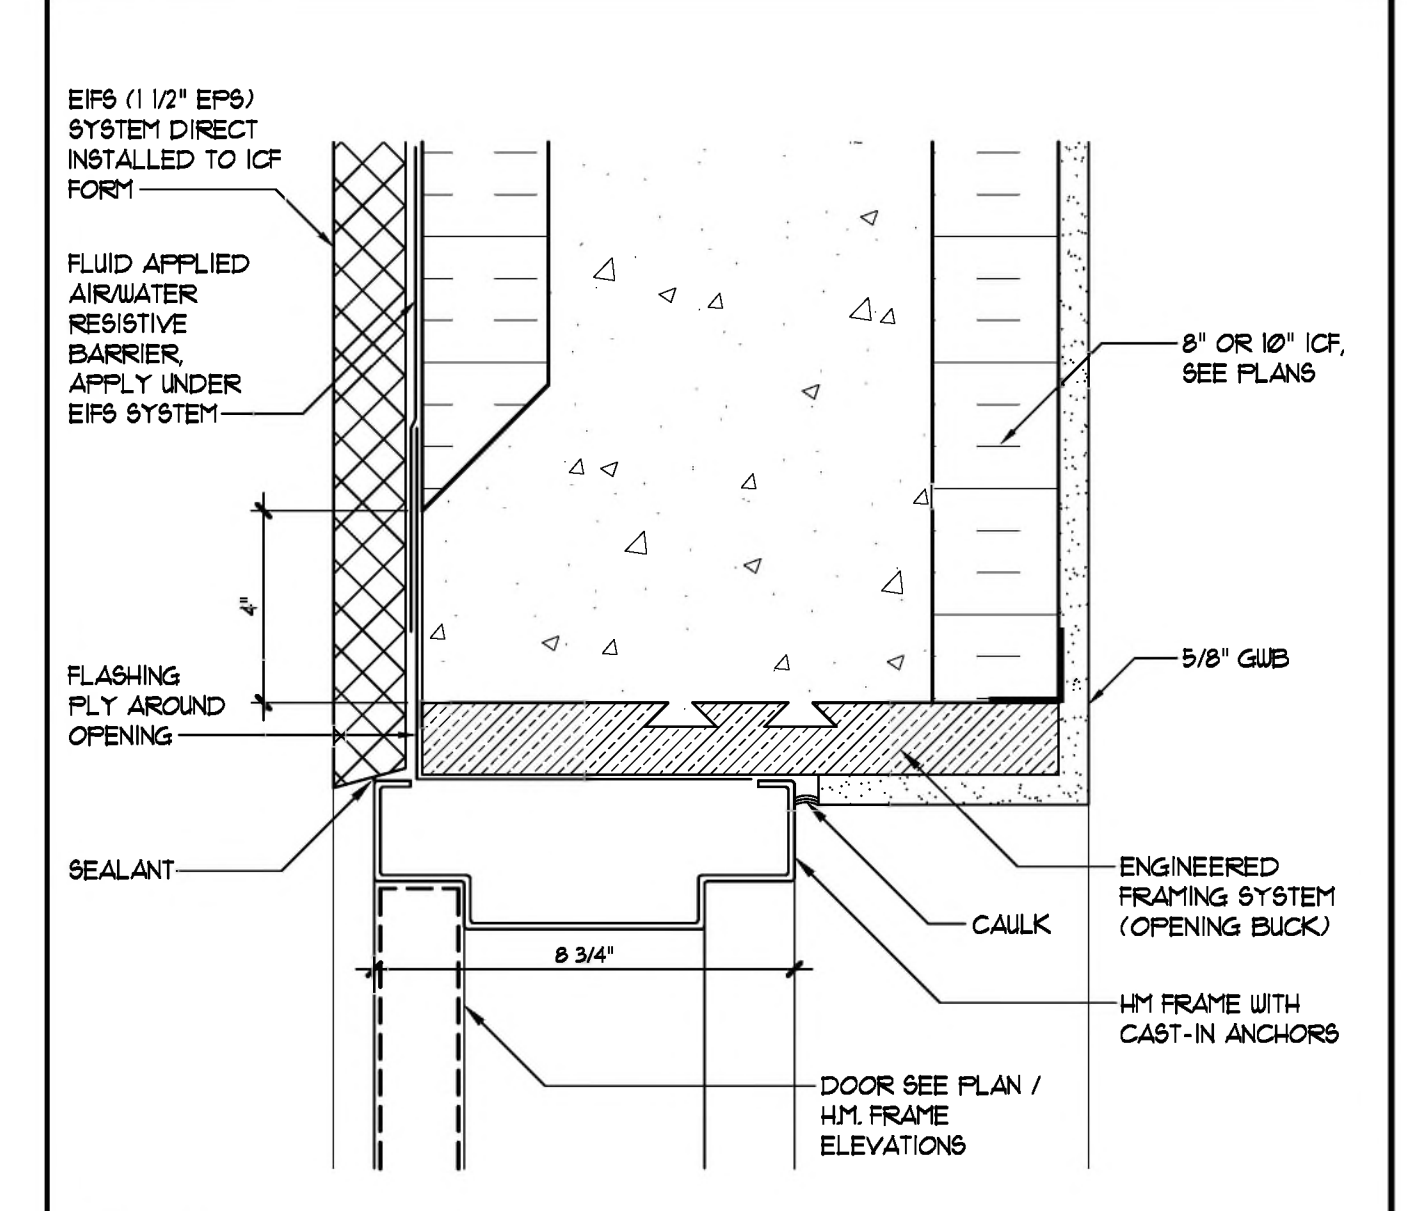 EIFS (1 1/2" EPS)
SYSTEM DIRECT
INSTALLED TO ICF
FORM
FLUID APPLIED
AIR/WATER
RESISTIVE
BARRIER,
APPLY UNDER
EIFS SYSTEM
8" OR 10" ICF,
SEE PLANS
4"
FLASHING
PLY AROUND
OPENING
5/8" GWB
SEALANT
ENGINEERED
FRAMING SYSTEM
(OPENING BUCK)
CAULK
8 3/4"
HM FRAME WITH
CAST-IN ANCHORS
DOOR SEE PLAN /
H.M. FRAME
ELEVATIONS